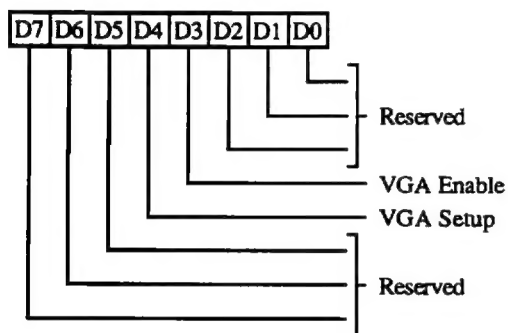 D7 D6 D5 D4 D3 D2 D1 D0
Reserved
VGA Enable
VGA Setup
Reserved